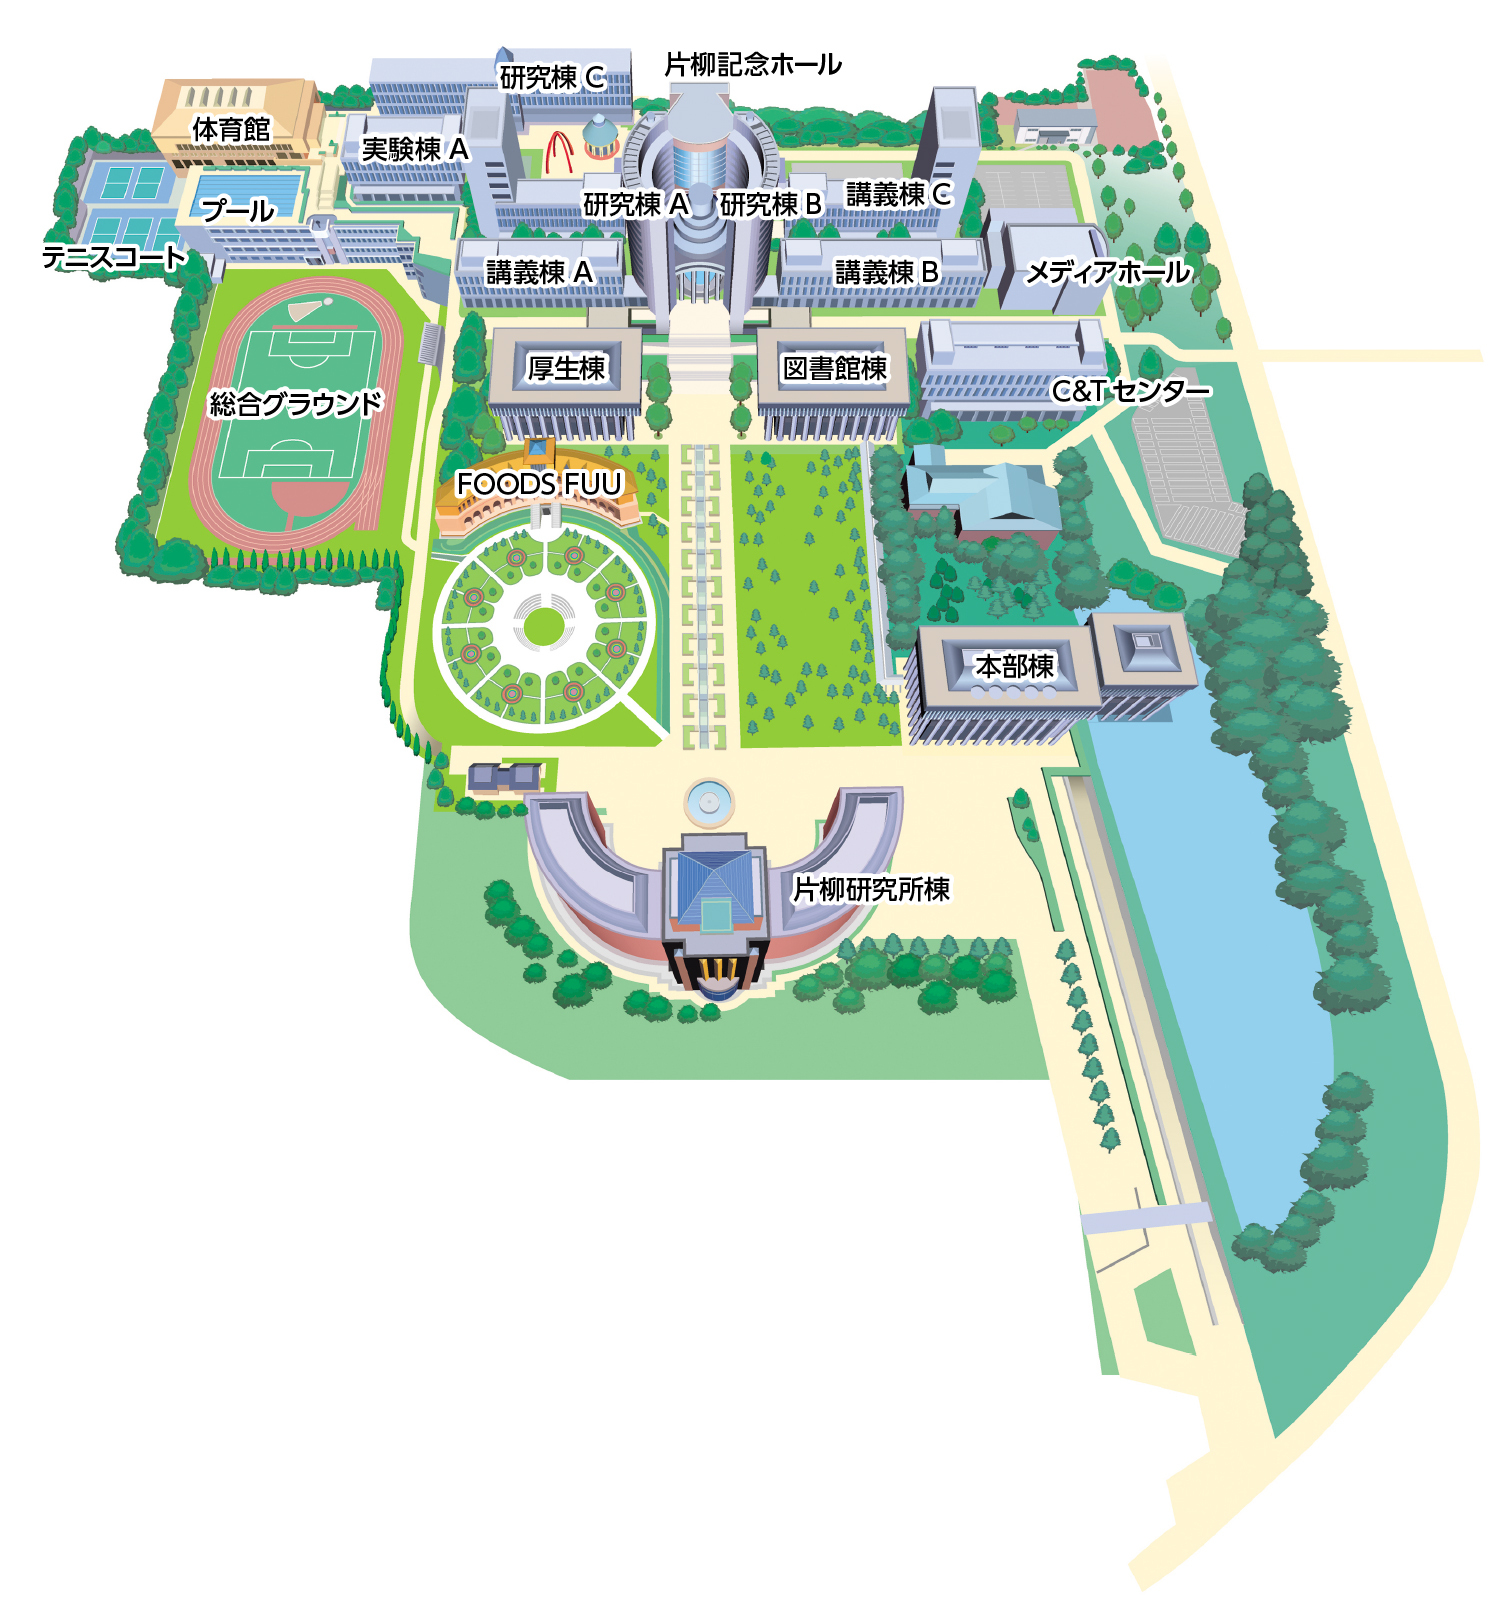 片柳記念ホール
研究棟 C
体育館
実験棟 A
研究棟 A
研究棟 B
講義棟 C
プール
テニスコート
講義棟 A
講義棟 B
メディアホール
厚生棟
図書館棟
C&Tセンター
総合グラウンド
FOODS FUU
本部棟
片柳研究所棟